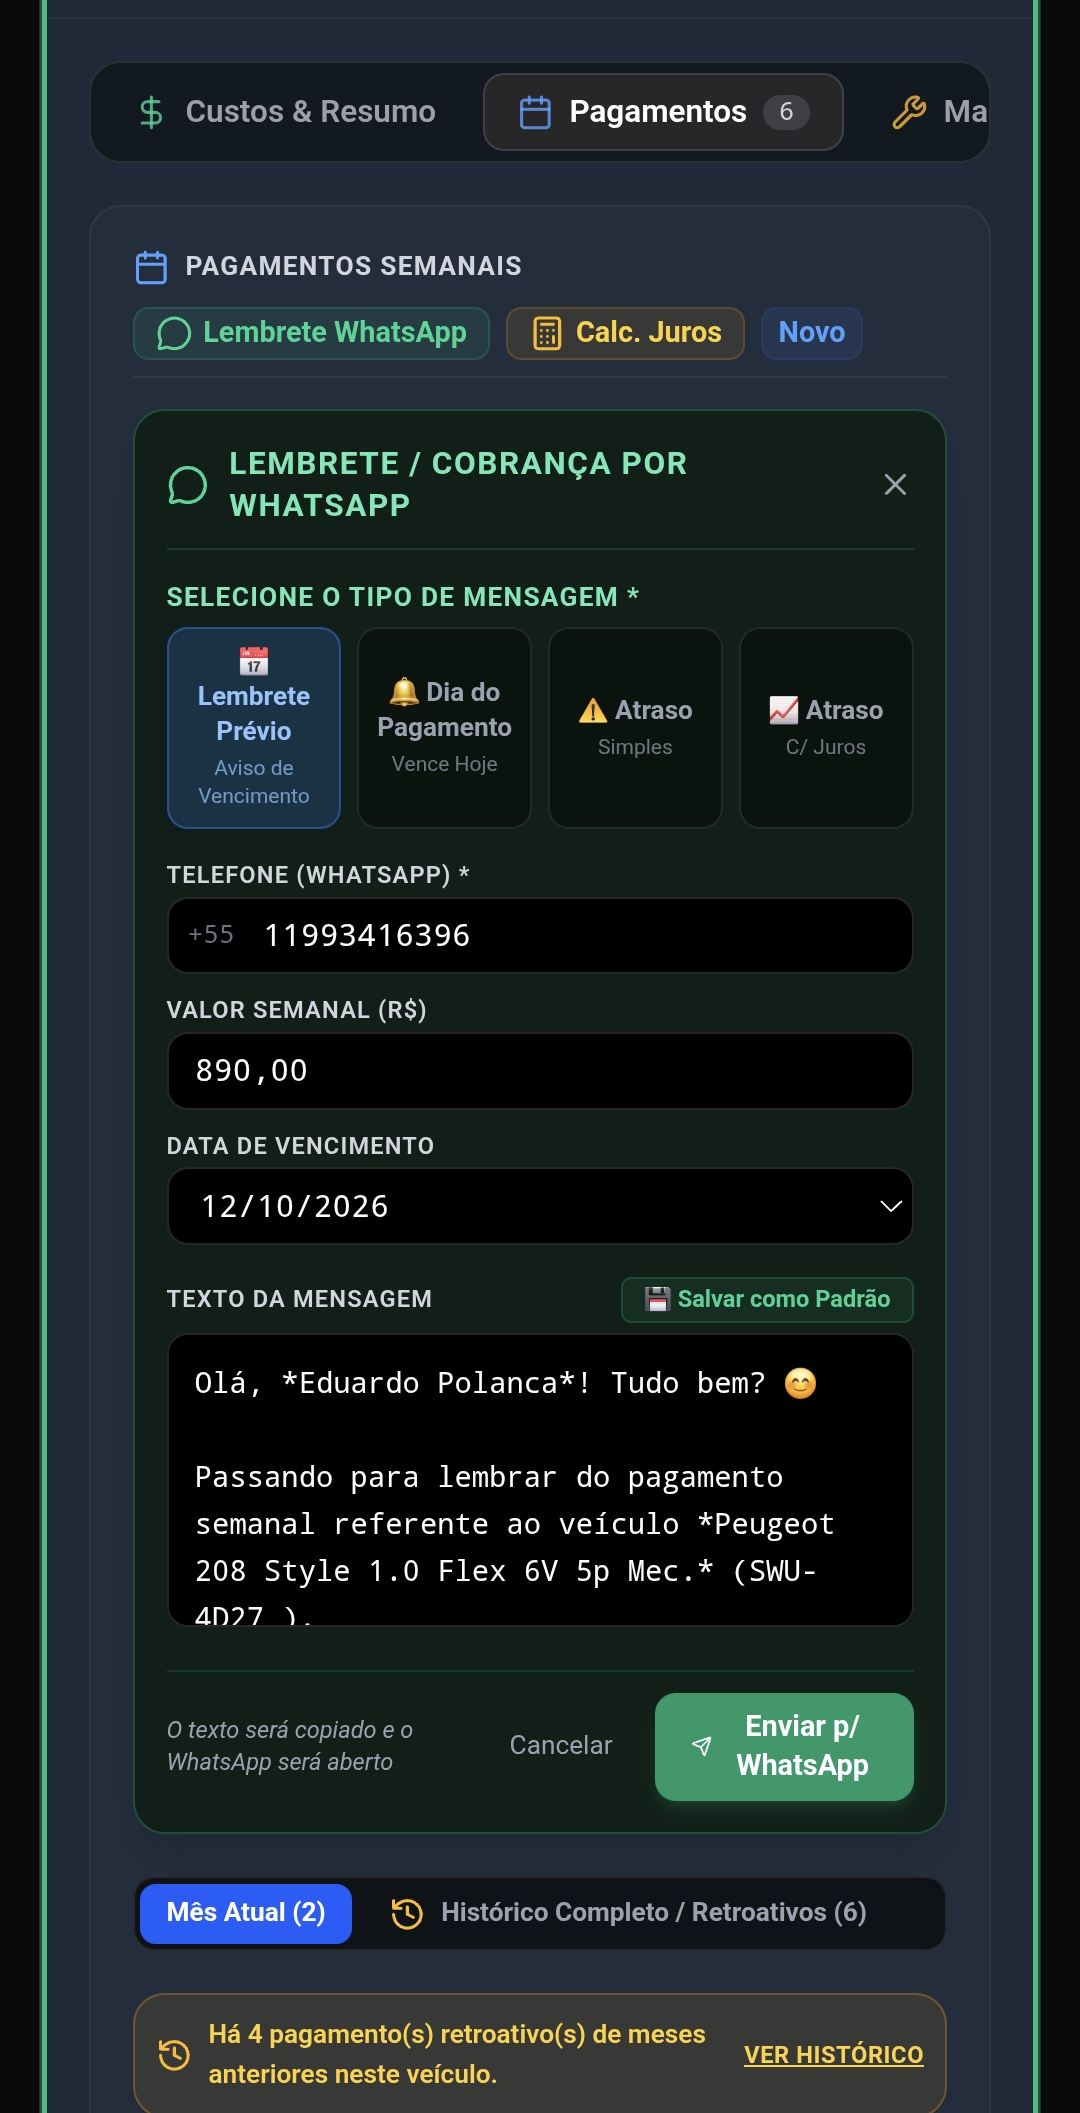 Custos & Resumo
Pagamentos 6
Ma
PAGAMENTOS SEMANAIS
Lembrete WhatsApp
Calc. Juros
Novo
LEMBRETE / COBRANÇA POR
WHATSAPP
SELECIONE O TIPO DE MENSAGEM *
📅
Lembrete
Prévio
Aviso de
Vencimento
🔔 Dia do
Pagamento
Vence Hoje
⚠️ Atraso
Simples
📈 Atraso
C/ Juros
TELEFONE (WHATSAPP) *
+55 11993416396
VALOR SEMANAL (R$)
890,00
DATA DE VENCIMENTO
12/10/2026
TEXTO DA MENSAGEM
💾 Salvar como Padrão
Olá, *Eduardo Polanca*! Tudo bem? 😊
Passando para lembrar do pagamento
semanal referente ao veículo *Peugeot
208 Style 1.0 Flex 6V 5p Mec.* (SWU-
4D27 ).
O texto será copiado e o
WhatsApp será aberto
Cancelar
Enviar p/
WhatsApp
Mês Atual (2)
Histórico Completo / Retroativos (6)
Há 4 pagamento(s) retroativo(s) de meses
anteriores neste veículo.
VER HISTÓRICO